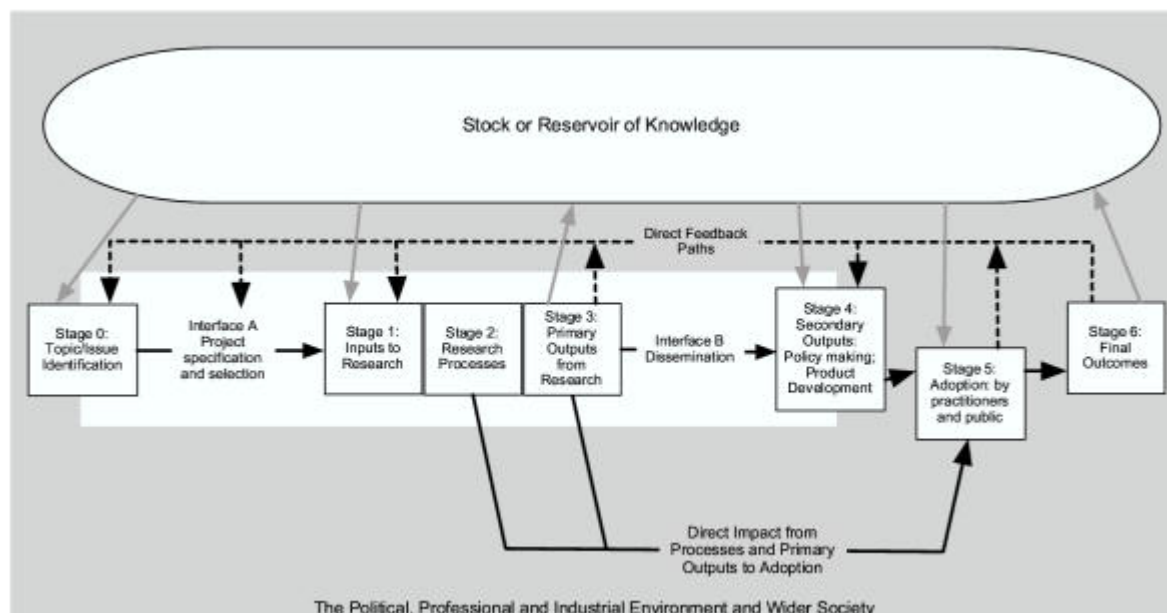 Stock or Reservoir of Knowledge
Direct Feedback
Paths
Stage 0:
Topic/Issue
Identification
Interface A
Project
specification
and selection
Stage 1:
Inputs to
Research
Stage 2:
Research
Processes
Stage 3:
Primary
Outputs
from
Research
Interface B
Dissemination
Stage 4:
Secondary
Outputs:
Policy making;
Product
Development
Stage 5:
Adoption: by
practitioners
and public
Stage 6:
Final
Outcomes
Direct Impact from
Processes and Primary
Outputs to Adoption
The Political, Professional and Industrial Environment and Wider Society